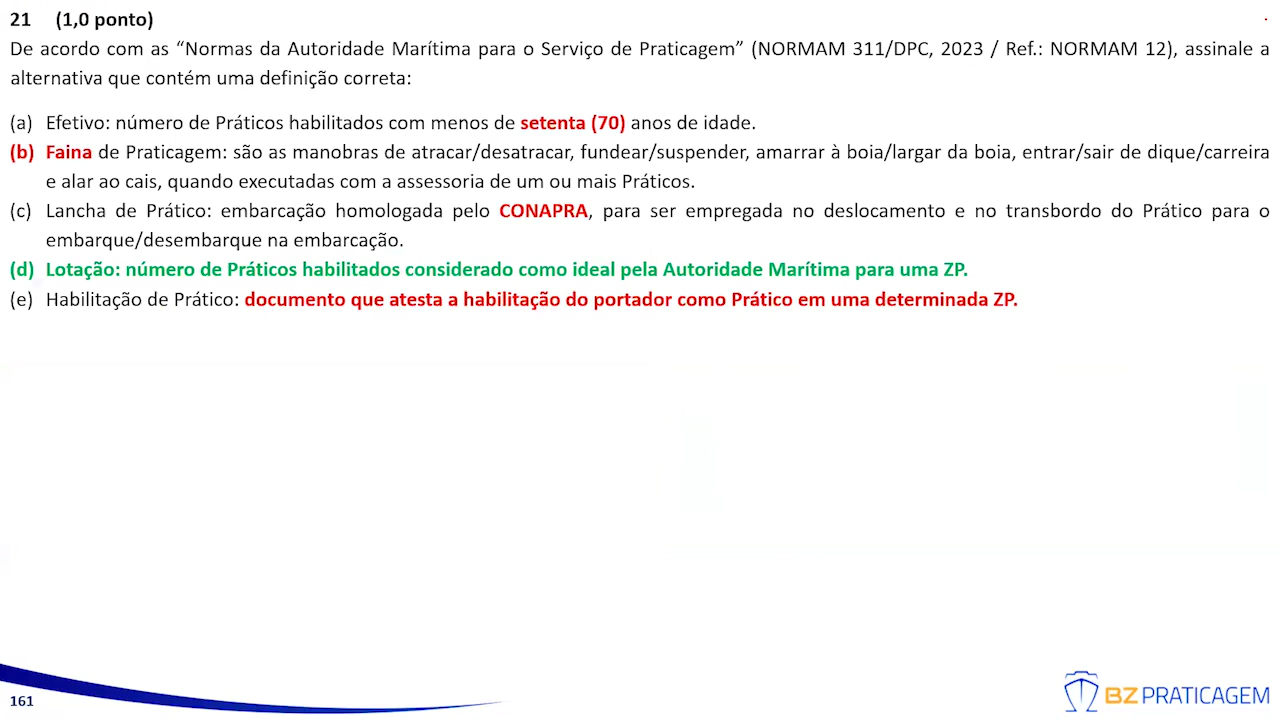 21 (1,0 ponto)
De acordo com as “Normas da Autoridade Marítima para o Serviço de Praticagem” (NORMAM 311/DPC, 2023 / Ref.: NORMAM 12), assinale a
alternativa que contém uma definição correta:
(a) Efetivo: número de Práticos habilitados com menos de setenta (70) anos de idade.
(b) Faina de Praticagem: são as manobras de atracar/desatracar, fundear/suspender, amarrar à boia/largar da boia, entrar/sair de dique/carreira
e alar ao cais, quando executadas com a assessoria de um ou mais Práticos.
(c) Lancha de Prático: embarcação homologada pelo CONAPRA, para ser empregada no deslocamento e no transbordo do Prático para o
embarque/desembarque na embarcação.
(d) Lotação: número de Práticos habilitados considerado como ideal pela Autoridade Marítima para uma ZP.
(e) Habilitação de Prático: documento que atesta a habilitação do portador como Prático em uma determinada ZP.
161
BZPRATICAGEM